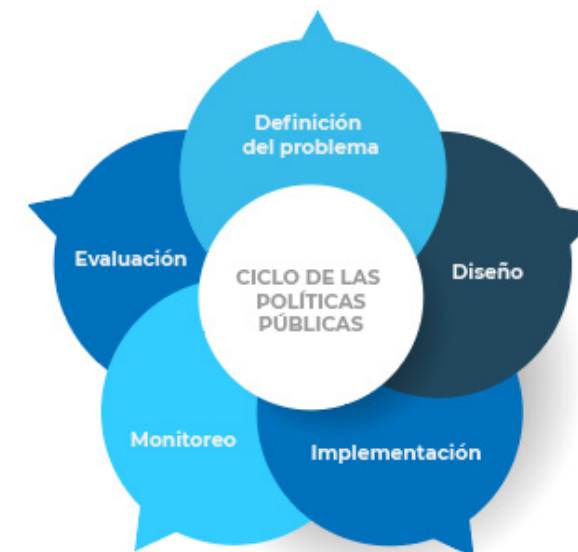 Definición
del problema
Evaluación
CICLO DE LAS
POLÍTICAS
PÚBLICAS
Diseño
Monitoreo
Implementación